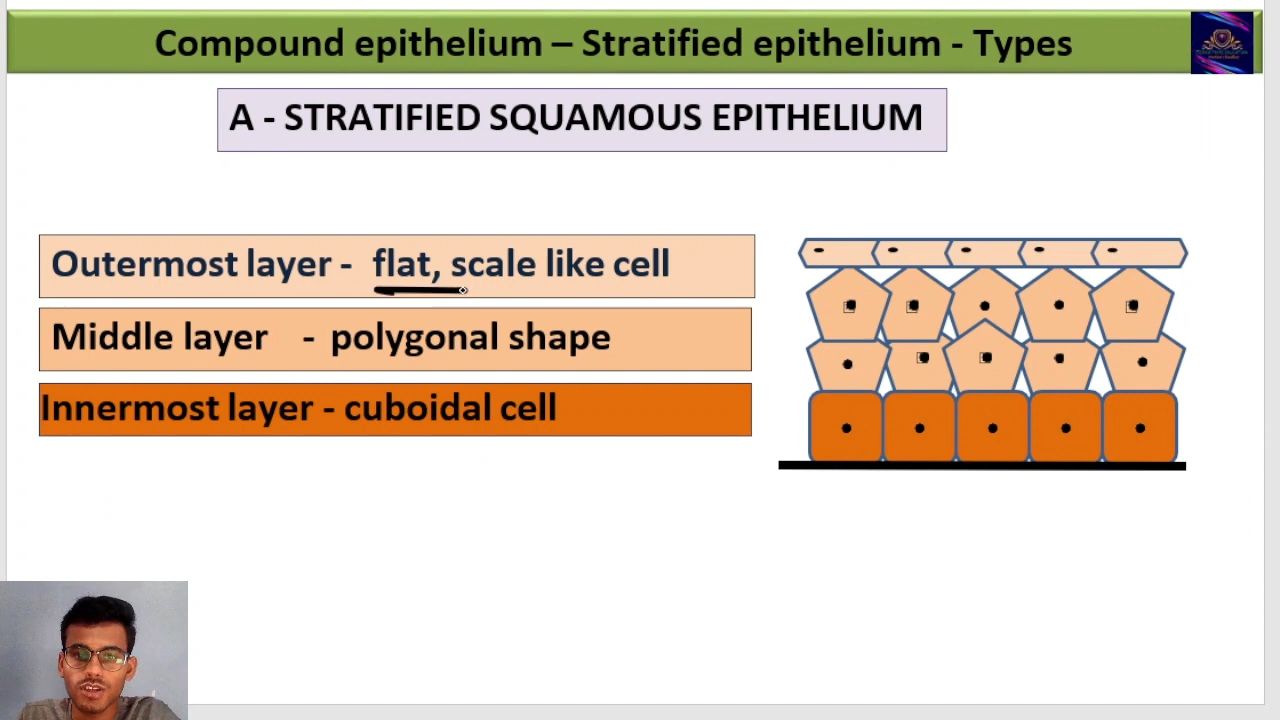 Compound epithelium – Stratified epithelium - Types
A - STRATIFIED SQUAMOUS EPITHELIUM
Outermost layer - flat, scale like cell
Middle layer - polygonal shape
Innermost layer - cuboidal cell